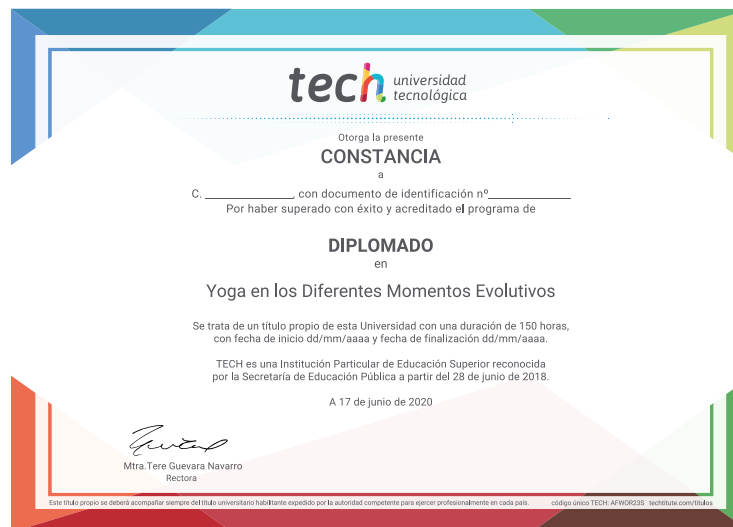 tech universidad
tecnológica
Otorga la presente
CONSTANCIA
a
C. ______________, con documento de identificación nº______________
Por haber superado con éxito y acreditado el programa de
DIPLOMADO
en
Yoga en los Diferentes Momentos Evolutivos
Se trata de un título propio de esta Universidad con una duración de 150 horas,
con fecha de inicio dd/mm/aaaa y fecha de finalización dd/mm/aaaa.
TECH es una Institución Particular de Educación Superior reconocida
por la Secretaría de Educación Pública a partir del 28 de junio de 2018.
A 17 de junio de 2020
Mtra.Tere Guevara Navarro
Rectora
Este título propio se deberá acompañar siempre del título universitario habilitante expedido por la autoridad competente para ejercer profesionalmente en cada país. código único TECH: AFWOR23S techtitute.com/títulos